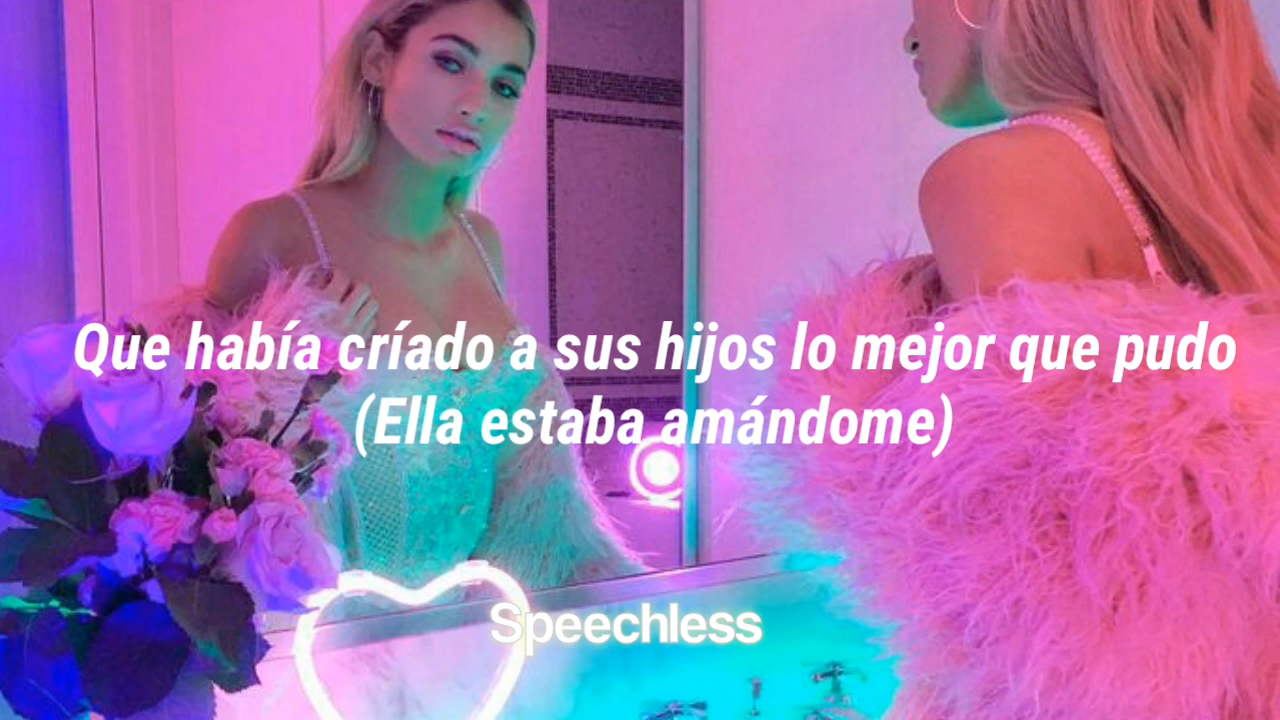 Que había críado a sus hijos lo mejor que pudo
(Ella estaba amándome)
Speechless